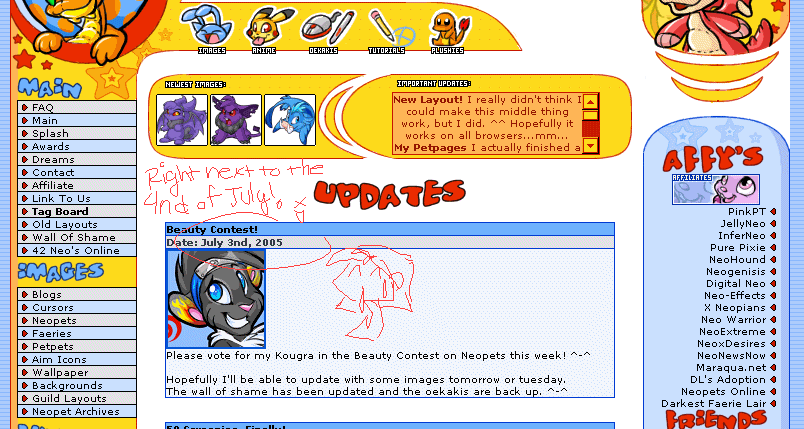 IMAGES
ANIME
OEKAKIS
TUTORIALS
PLUSHIES
MAIN
FAQ
Main
Splash
Awards
Dreams
Contact
Affiliate
Link To Us
Tag Board
Old Layouts
Wall Of Shame
42 Neo's Online
IMAGES
Blogs
Cursors
Neopets
Faeries
Petpets
Aim Icons
Wallpaper
Backgrounds
Guild Layouts
Neopet Archives
NEWEST IMAGES:
IMPORTANT UPDATES:
New Layout! I really didn't think I
could make this middle thing
work, but I did. ^^ Hopefully it
works on all browsers...mm...
My Petpages I actually finished a
Right next to the
4nd of July!
UPDATES
Beauty Contest!
Date: July 3nd, 2005
Please vote for my Kougra in the Beauty Contest on Neopets this week! ^-^
Hopefully I'll be able to update with some images tomorrow or tuesday.
The wall of shame has been updated and the oekakis are back up. ^-^
AFFY'S
AFFILIATES
PinkPT
JellyNeo
InferNeo
Pure Pixie
NeoHound
Neogenisis
Digital Neo
Neo-Effects
X Neopians
Neo Warrior
NeoExtreme
NeoxDesires
NeoNewsNow
Maraqua.net
DL's Adoption
Neopets Online
Darkest Faerie Lair
FRIENDS